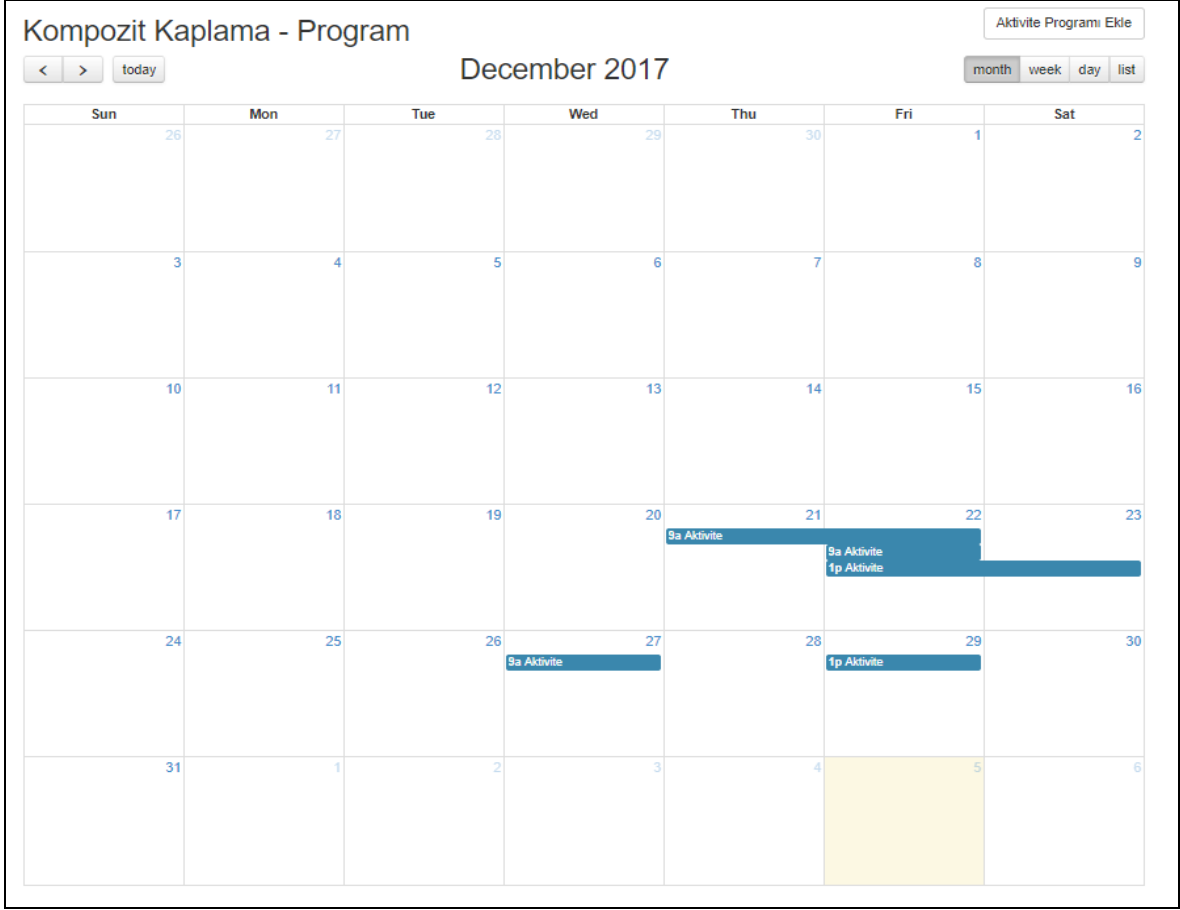 Kompozit Kaplama - Program
Aktivite Programı Ekle
< > today
December 2017
month week day list
Sun Mon Tue Wed Thu Fri Sat
26 27 28 29 30 1 2
3 4 5 6 7 8 9
10 11 12 13 14 15 16
17 18 19 20 21 22 23
9a Aktivite
9a Aktivite
1p Aktivite
24 25 26 27 28 29 30
9a Aktivite 1p Aktivite
31 1 2 3 4 5 6